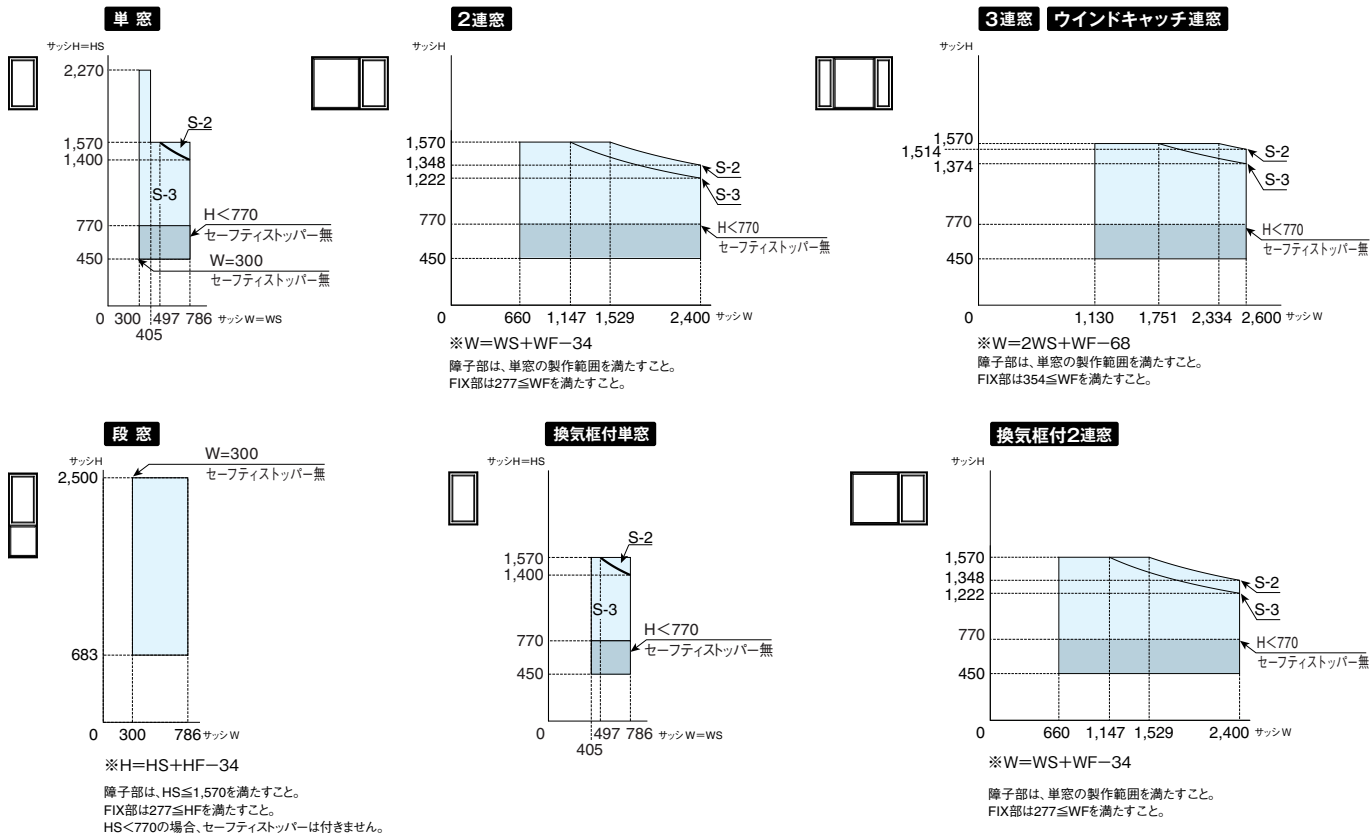 単窓
サッシH=HS
2,270
1,570
1,400
770
450
S-2
S-3
H<770
セーフティストッパー無
W=300
セーフティストッパー無
0 300 497 786 サッシW=WS
405
2連窓
サッシH
1,570
1,348
1,222
770
450
S-2
S-3
H<770
セーフティストッパー無
0 660 1,147 1,529 2,400 サッシW
※W=WS+WF-34
障子部は、単窓の製作範囲を満たすこと。
FIX部は277≦WFを満たすこと。
3連窓 ウインドキャッチ連窓
サッシH
1,570
1,514
1,374
770
450
S-2
S-3
H<770
セーフティストッパー無
0 1,130 1,751 2,334 2,600 サッシW
※W=2WS+WF-68
障子部は、単窓の製作範囲を満たすこと。
FIX部は354≦WFを満たすこと。
段窓
サッシH
2,500
683
W=300
セーフティストッパー無
0 300 786 サッシW
※H=HS+HF-34
障子部は、HS≦1,570を満たすこと。
FIX部は277≦HFを満たすこと。
HS<770の場合、セーフティストッパーは付きません。
換気框付単窓
サッシH=HS
1,570
1,400
770
450
S-2
S-3
H<770
セーフティストッパー無
0 497 786 サッシW=WS
405
換気框付2連窓
サッシH
1,570
1,348
1,222
770
450
S-2
S-3
H<770
セーフティストッパー無
0 660 1,147 1,529 2,400 サッシW
※W=WS+WF-34
障子部は、単窓の製作範囲を満たすこと。
FIX部は277≦WFを満たすこと。